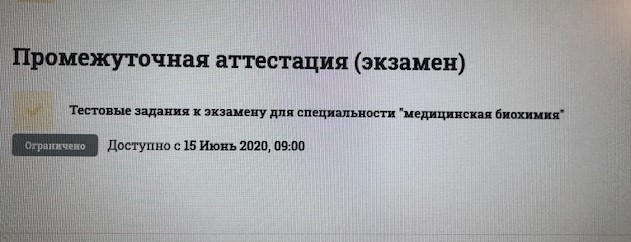 Промежуточная аттестация (экзамен)
Тестовые задания к экзамену для специальности "медицинская биохимия"
Ограничено Доступно с 15 Июнь 2020, 09:00